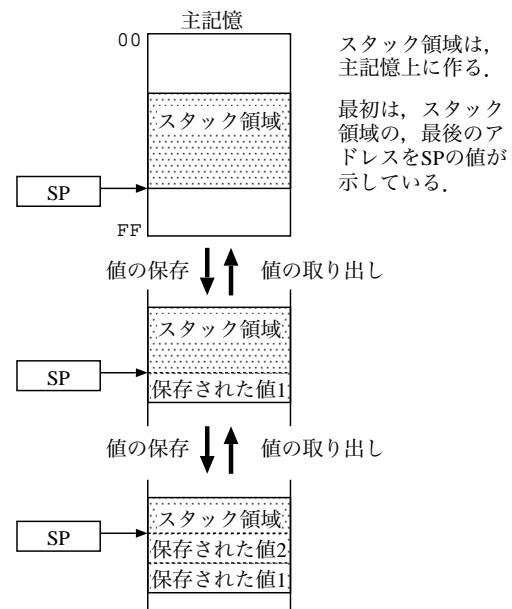 主記憶
00
スタック領域は，
主記憶上に作る．
スタック領域
最初は，スタック
領域の，最後のア
ドレスをSPの値が
示している．
SP
FF
値の保存 値の取り出し
スタック領域
SP
保存された値1
値の保存 値の取り出し
スタック領域
SP
保存された値2
保存された値1